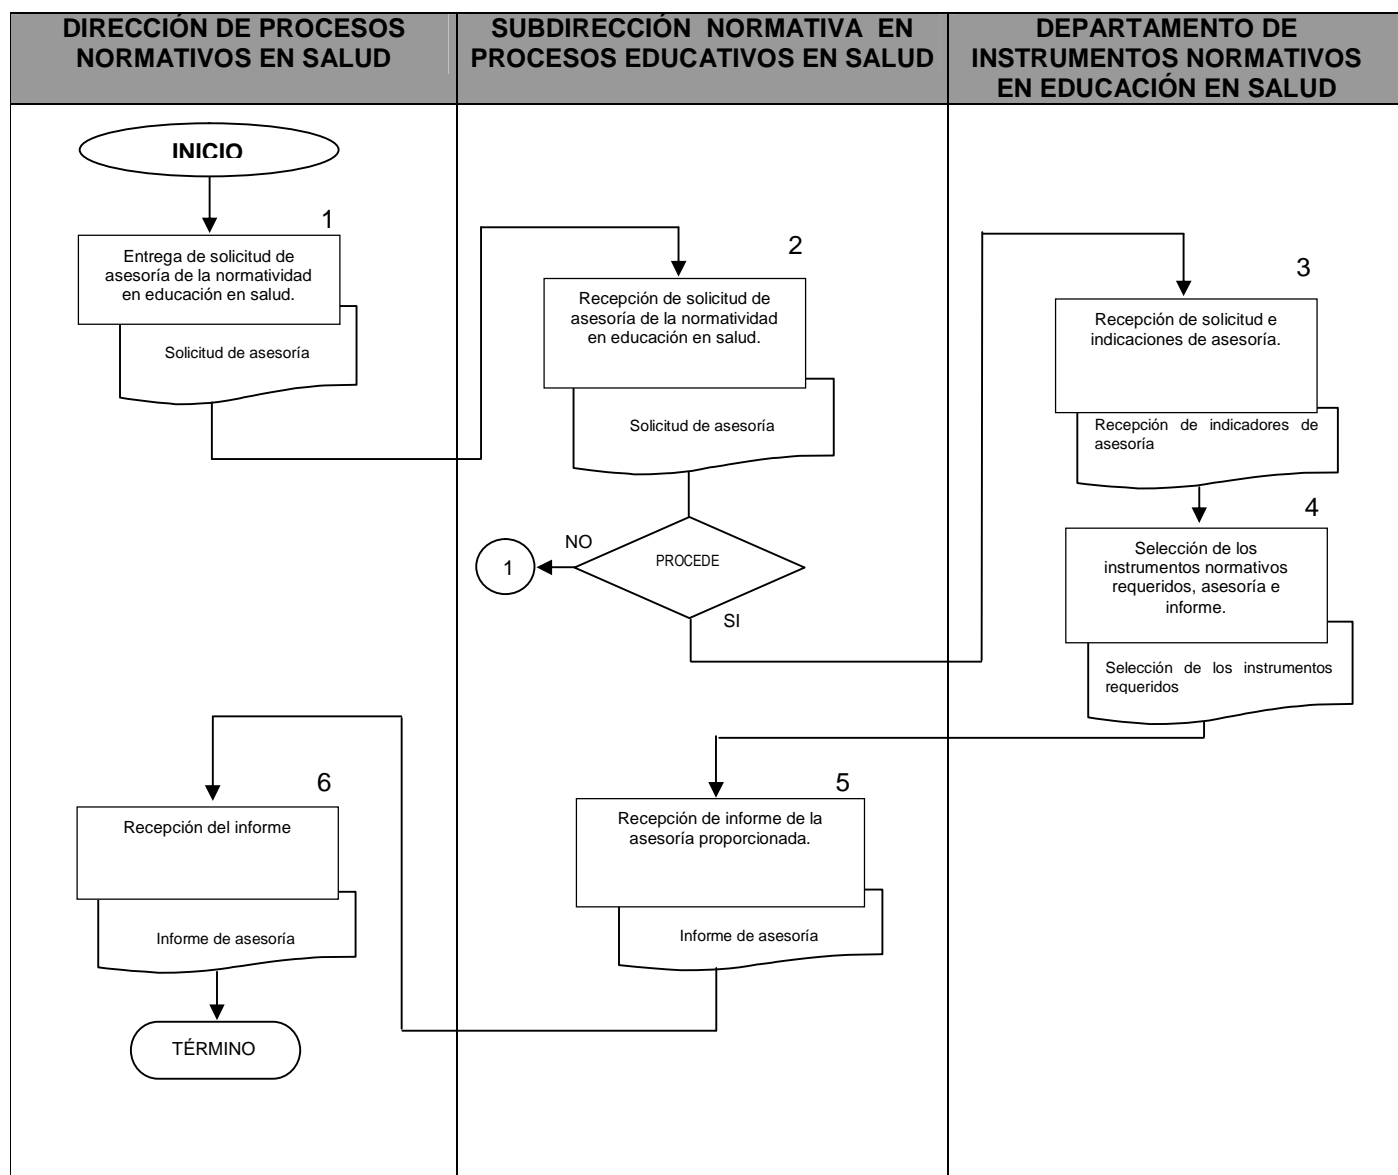 DIRECCIÓN DE PROCESOS
NORMATIVOS EN SALUD
SUBDIRECCIÓN NORMATIVA EN
PROCESOS EDUCATIVOS EN SALUD
DEPARTAMENTO DE
INSTRUMENTOS NORMATIVOS
EN EDUCACIÓN EN SALUD
INICIO
1
Entrega de solicitud de
asesoría de la normatividad
en educación en salud.
Solicitud de asesoría
2
Recepción de solicitud de
asesoría de la normatividad
en educación en salud.
Solicitud de asesoría
PROCEDE
NO
1
SI
3
Recepción de solicitud e
indicaciones de asesoría.
Recepción de indicadores de
asesoría
4
Selección de los
instrumentos normativos
requeridos, asesoría e
informe.
Selección de los instrumentos
requeridos
5
Recepción de informe de la
asesoría proporcionada.
Informe de asesoría
6
Recepción del informe
Informe de asesoría
TÉRMINO